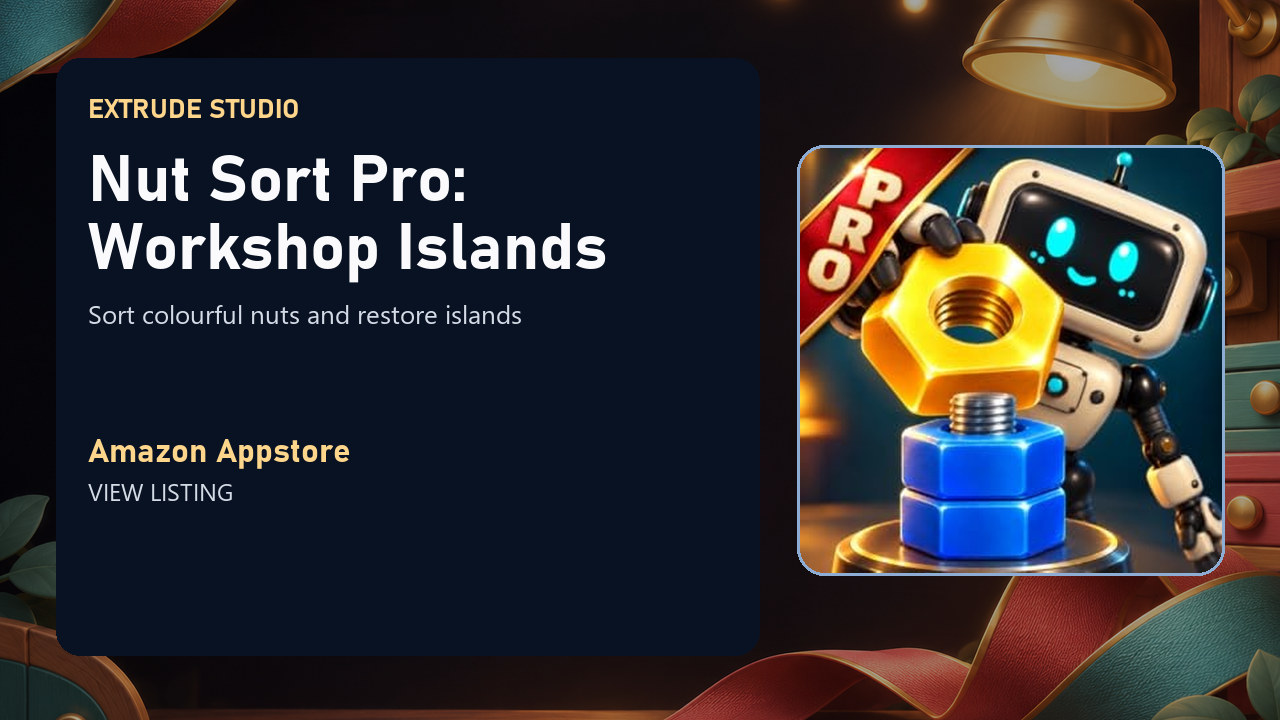 EXTRUDE STUDIO
Nut Sort Pro:
Workshop Islands
Sort colourful nuts and restore islands
Amazon Appstore
VIEW LISTING
PRO